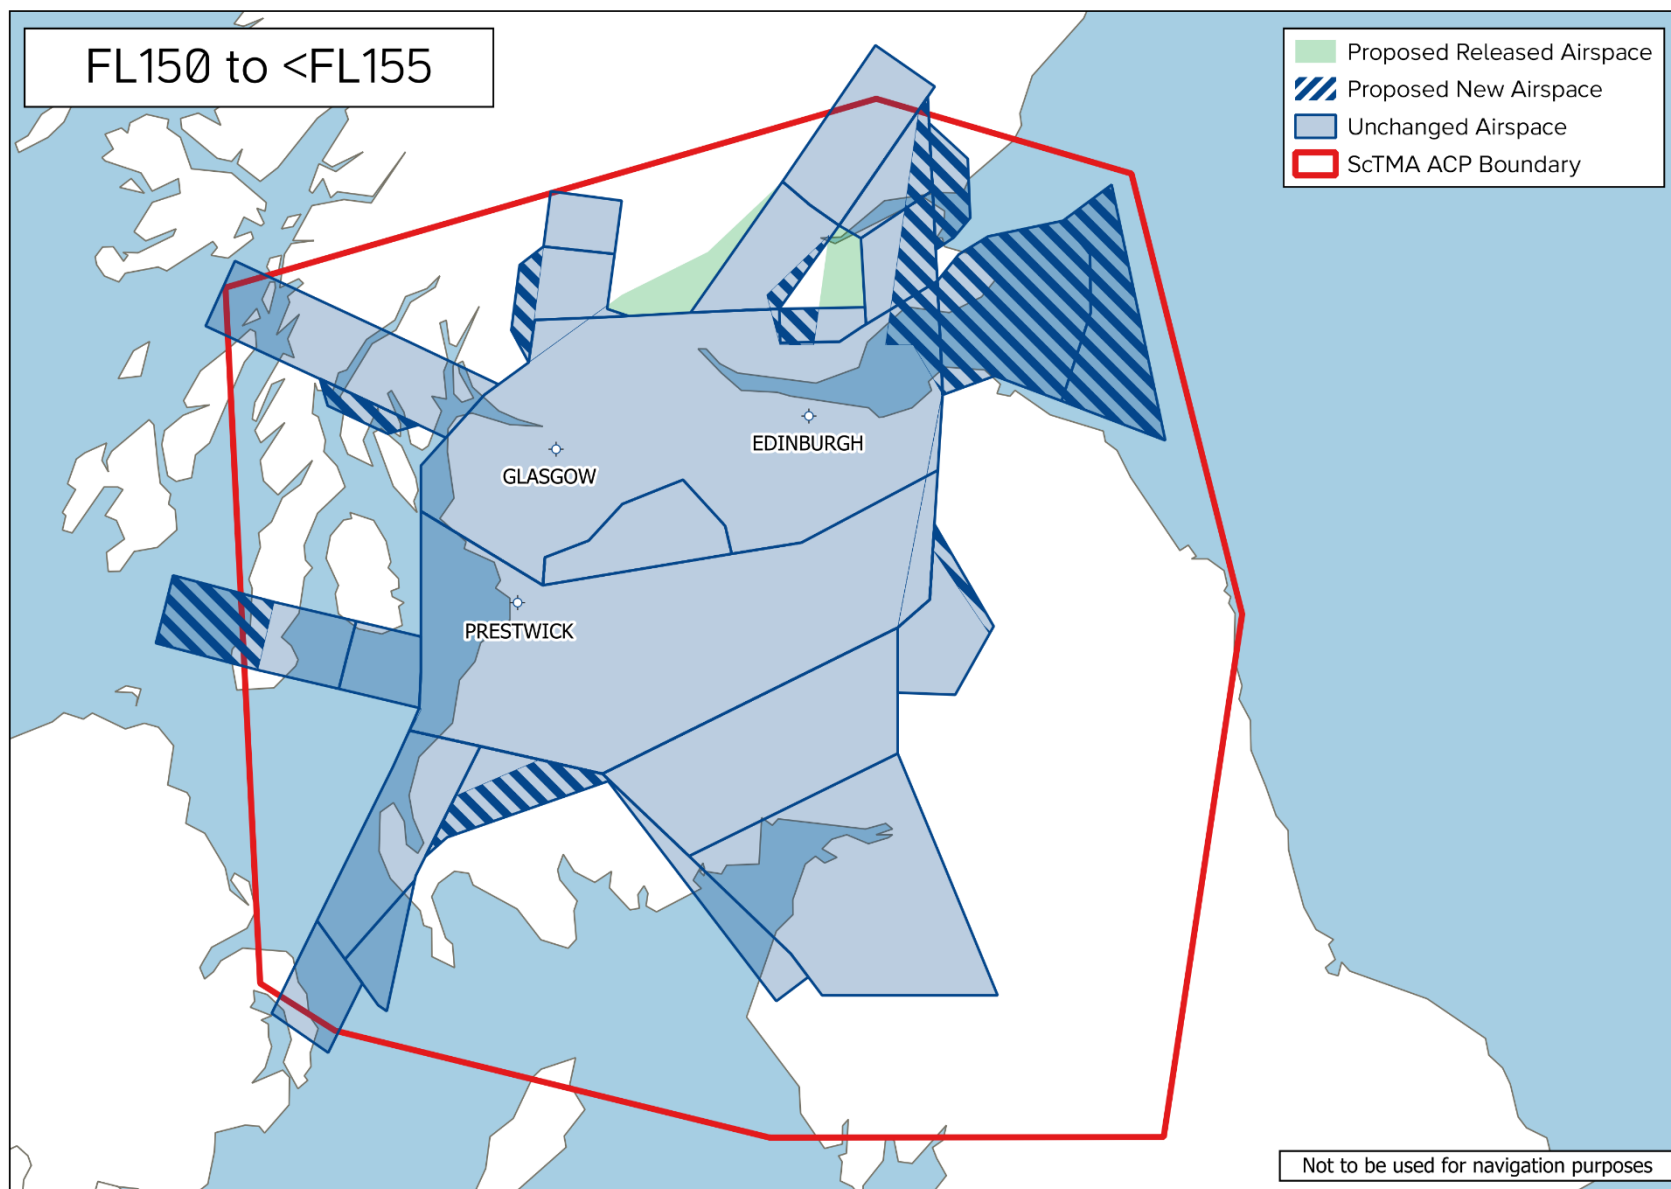 FL150 to <FL155
Proposed Released Airspace
Proposed New Airspace
Unchanged Airspace
ScTMA ACP Boundary
EDINBURGH
GLASGOW
PRESTWICK
Not to be used for navigation purposes